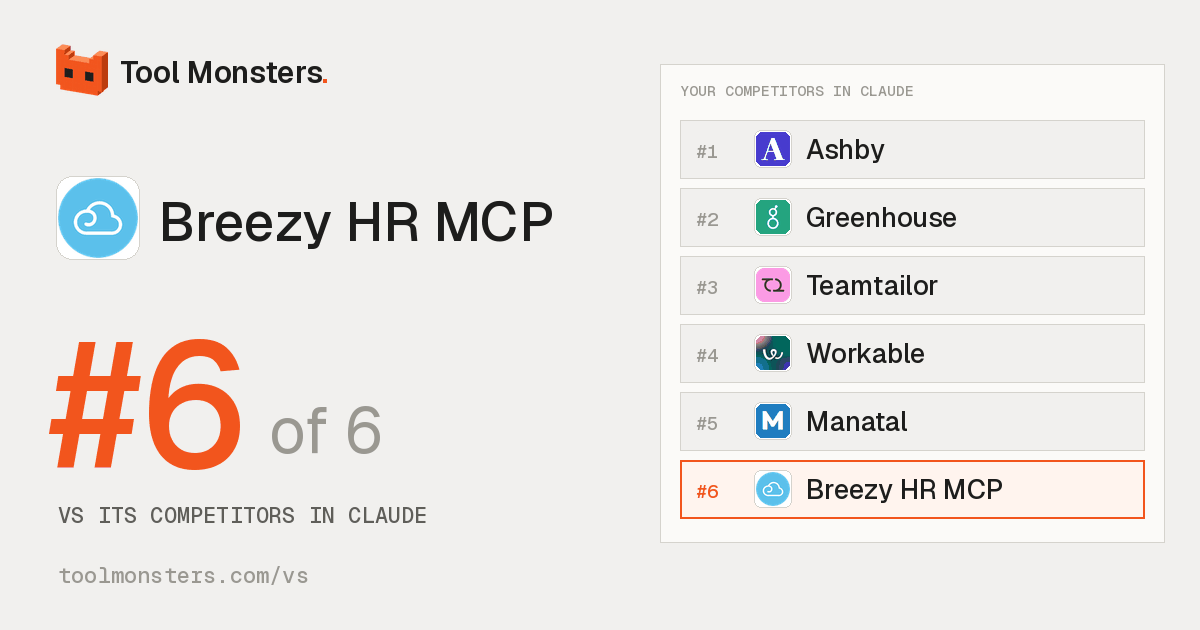 Tool Monsters.
Breezy HR MCP
#6 of 6
VS ITS COMPETITORS IN CLAUDE
toolmonsters.com/vs
YOUR COMPETITORS IN CLAUDE
#1 A Ashby
#2 Greenhouse
#3 Teamtailor
#4 Workable
#5 M Manatal
#6 Breezy HR MCP